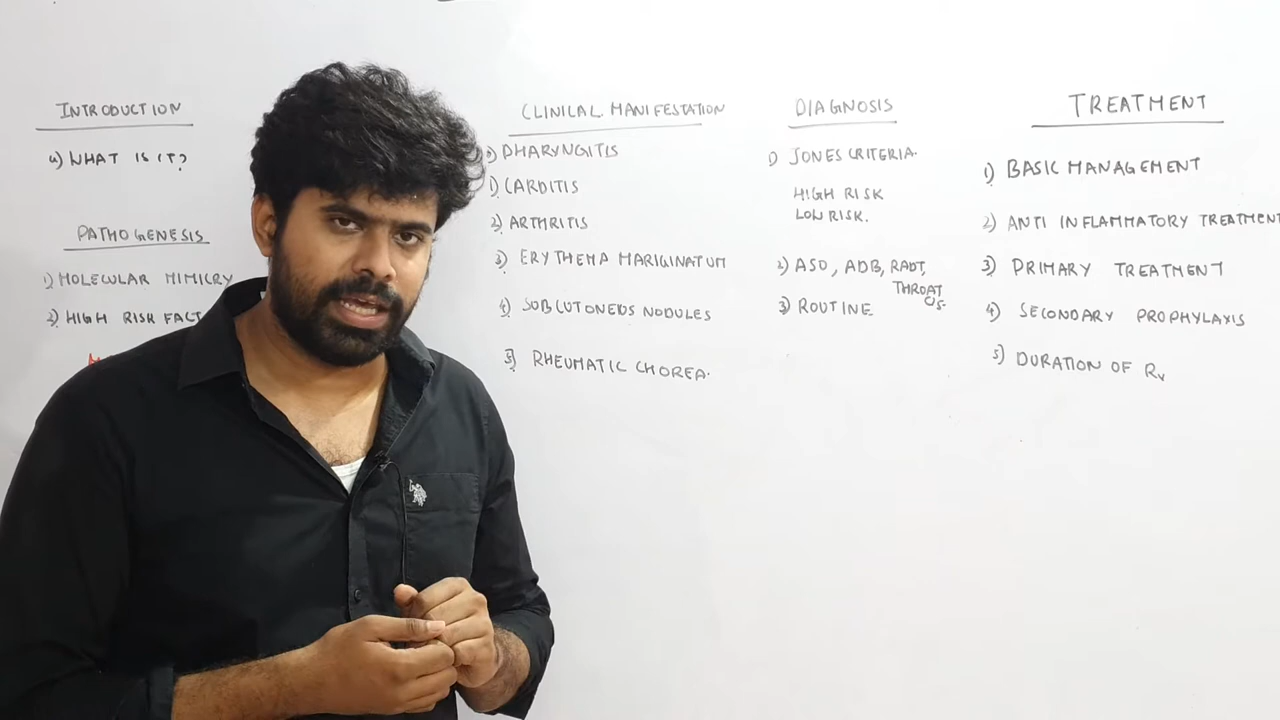 INTRODUCTION
a) WHAT IS IT?
PATHOGENESIS
1) MOLECULAR MIMICRY
2) HIGH RISK FACT
CLINICAL MANIFESTATION
PHARYNGITIS
1) CARDITIS
2) ARTHRITIS
3) ERYTHEMA MARIGINATUM
4) SUBCUTONEOUS NODULES
5) RHEUMATIC CHOREA.
DIAGNOSIS
1) JONES CRITERIA.
HIGH RISK
LOW RISK.
2) ASO, ADB, RADT,
THROAT
C/S.
3) ROUTINE
TREATMENT
1) BASIC MANAGEMENT
2) ANTI INFLAMMATORY TREATMENT
3) PRIMARY TREATMENT
4) SECONDARY PROPHYLAXIS
5) DURATION OF Rx